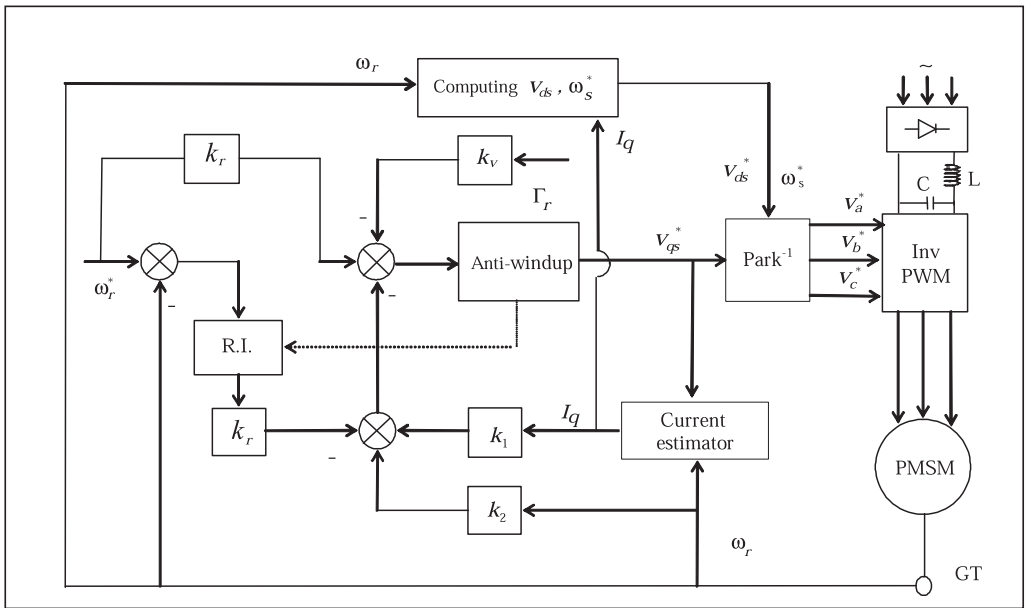 ω_r
Computing V_ds, ω_s^*
~
k_r
k_v
I_q
Γ_r
V_ds^*
ω_s^*
C
L
ω_r^*
-
-
-
Anti-windup
V_qs^*
Park^-1
V_a^*
V_b^*
V_c^*
Inv
PWM
R.I.
k_r
-
k_1
I_q
Current
estimator
PMSM
k_2
ω_r
GT